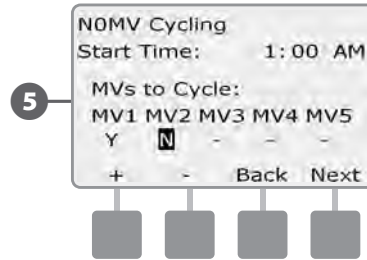 N0MV Cycling
Start Time: 1:00 AM
MVs to Cycle:
5
MV1 MV2 MV3 MV4 MV5
Y N - - -
+ - Back Next